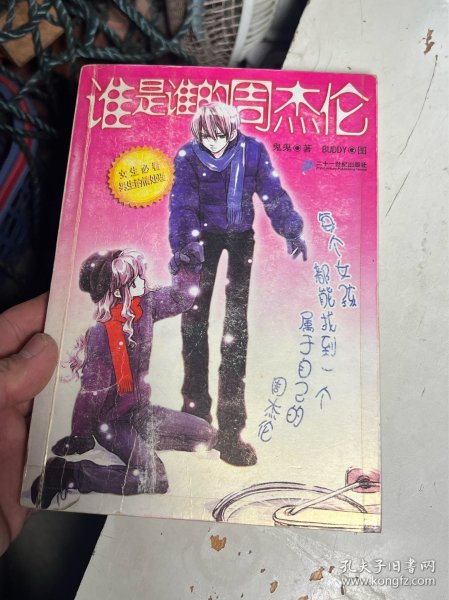 谁是谁的周杰伦
鬼鬼◎著 BUDDY◎图
二十一世纪出版社
女生必看
每个女孩
都能找到一个
属于自己的
周杰伦
孔夫子旧书网
www.kongfz.com